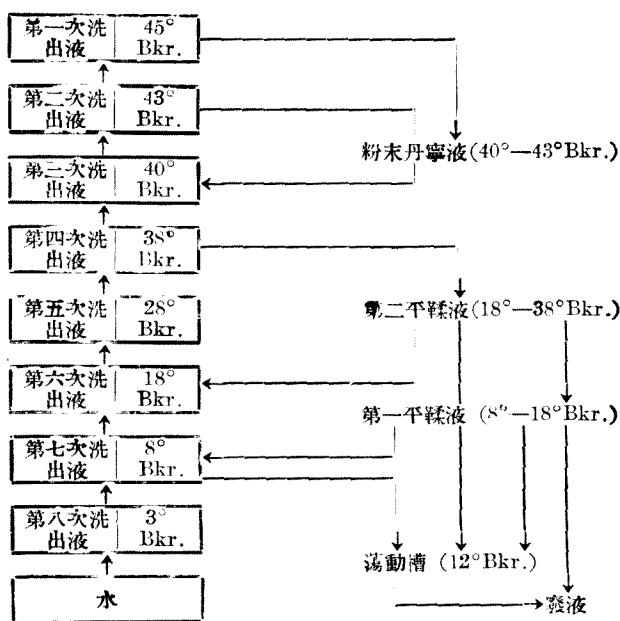 第一次洗出液 45° Bkr.
第二次洗出液 43° Bkr.
粉末丹寧液(40°—43°Bkr.)
第三次洗出液 40° Bkr.
第四次洗出液 38° Bkr.
第五次洗出液 28° Bkr.
第二平鞣液(18°—38°Bkr.)
第六次洗出液 18° Bkr.
第一平鞣液 (8°—18°Bkr.)
第七次洗出液 8° Bkr.
第八次洗出液 3° Bkr.
蕩動槽 (12°Bkr.)
水
廢液